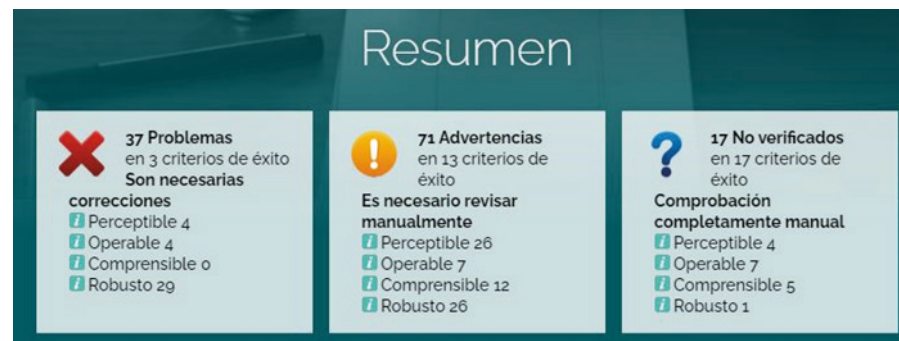 Resumen
37 Problemas
en 3 criterios de éxito
Son necesarias
correcciones
Perceptible 4
Operable 4
Comprensible 0
Robusto 29
71 Advertencias
en 13 criterios de
éxito
Es necesario revisar
manualmente
Perceptible 26
Operable 7
Comprensible 12
Robusto 26
17 No verificados
en 17 criterios de
éxito
Comprobación
completamente manual
Perceptible 4
Operable 7
Comprensible 5
Robusto 1